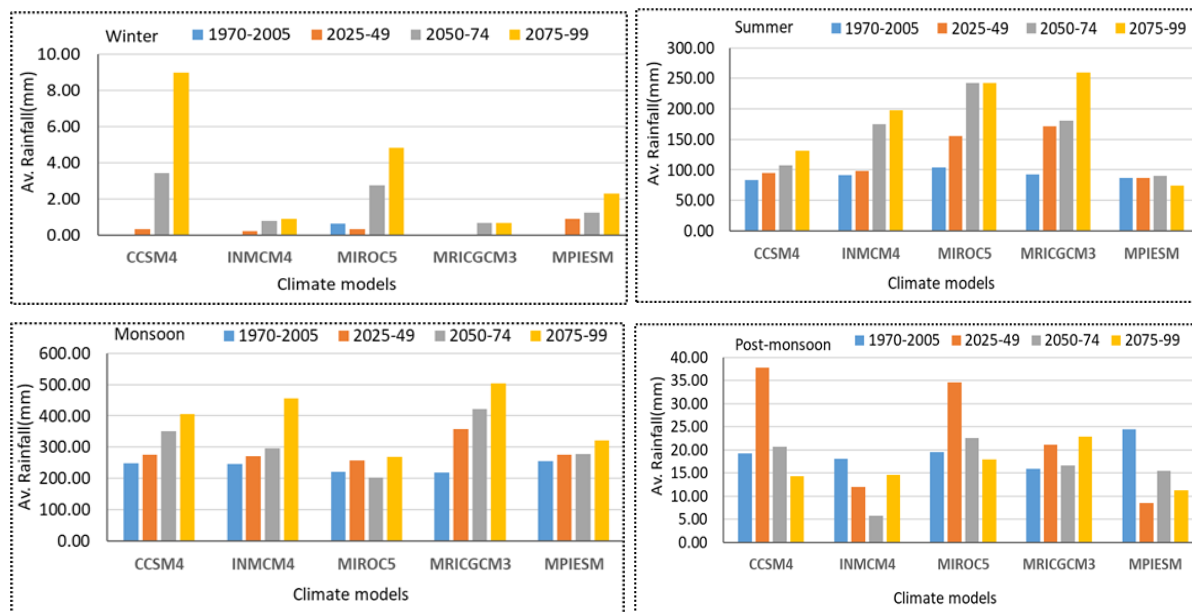 Winter
1970-2005 2025-49 2050-74 2075-99
10.00
8.00
6.00
4.00
2.00
0.00
Av. Rainfall(mm)
CCSM4 INMCM4 MIROC5 MRICGCM3 MPIESM
Climate models
1970-2005 2025-49 2050-74 2075-99
Summer
300.00
250.00
200.00
150.00
100.00
50.00
0.00
Av. Rainfall(mm)
CCSM4 INMCM4 MIROC5 MRICGCM3 MPIESM
Climate models
Monsoon 1970-2005 2025-49 2050-74 2075-99
600.00
500.00
400.00
300.00
200.00
100.00
0.00
Av. Rainfall(mm)
CCSM4 INMCM4 MIROC5 MRICGCM3 MPIESM
Climate models
Post-monsoon 1970-2005 2025-49 2050-74 2075-99
40.00
35.00
30.00
25.00
20.00
15.00
10.00
5.00
0.00
Av. Rainfall(mm)
CCSM4 INMCM4 MIROC5 MRICGCM3 MPIESM
Climate models